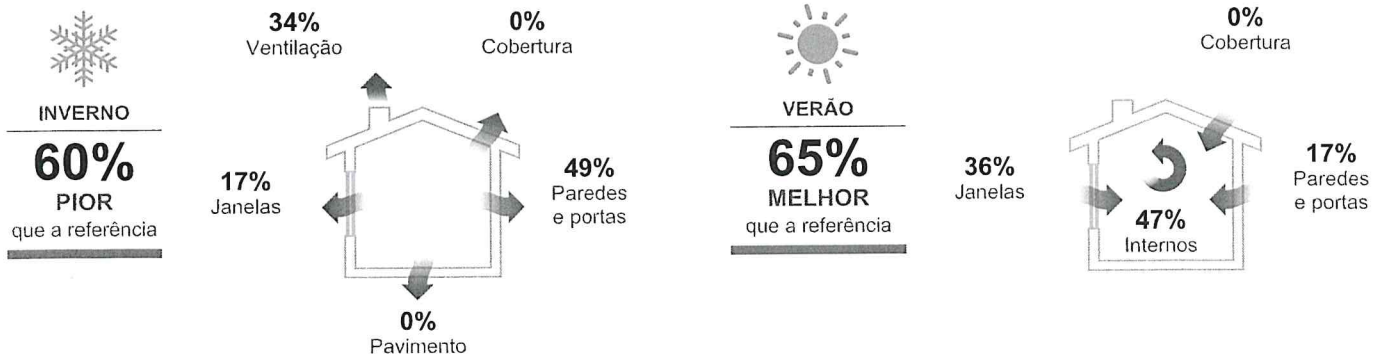 INVERNO
60%
PIOR
que a referência
34%
Ventilação
0%
Cobertura
17%
Janelas
49%
Paredes
e portas
0%
Pavimento
VERÃO
65%
MELHOR
que a referência
0%
Cobertura
36%
Janelas
47%
Internos
17%
Paredes
e portas